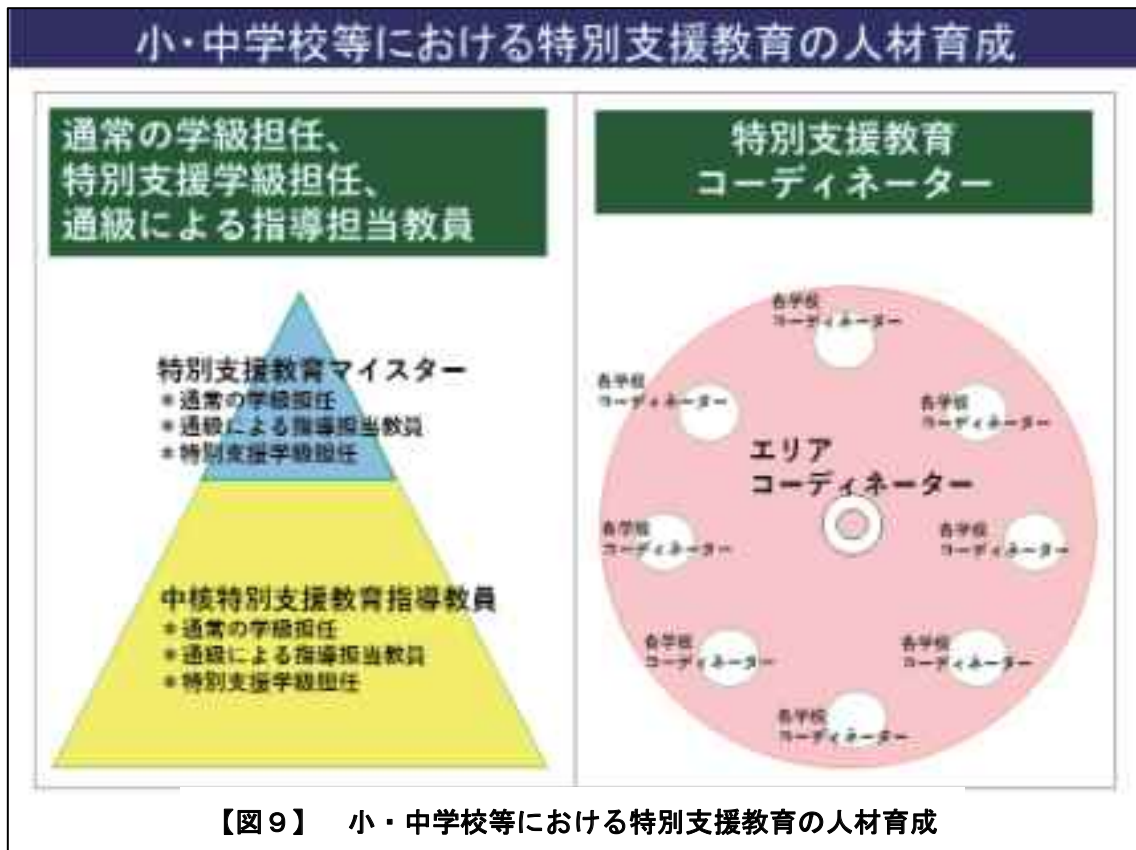 小・中学校等における特別支援教育の人材育成
通常の学級担任、
特別支援学級担任、
通級による指導担当教員
特別支援教育マイスター
*通常の学級担任
*通級による指導担当教員
*特別支援学級担任
中核特別支援教育指導教員
*通常の学級担任
*通級による指導担当教員
*特別支援学級担任
特別支援教育
コーディネーター
各学校
コーディネーター
各学校
コーディネーター
各学校
コーディネーター
エリア
コーディネーター
各学校
コーディネーター
各学校
コーディネーター
各学校
コーディネーター
各学校
コーディネーター
各学校
コーディネーター
【図9】 小・中学校等における特別支援教育の人材育成